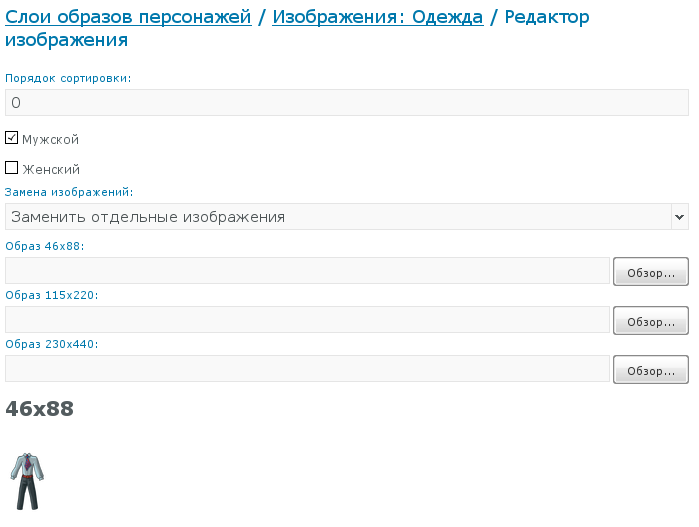 Слои образов персонажей / Изображения: Одежда / Редактор
изображения
Порядок сортировки:
0
Мужской
Женский
Замена изображений:
Заменить отдельные изображения
Образ 46x88:
Обзор...
Образ 115x220:
Обзор...
Образ 230x440:
Обзор...
46x88